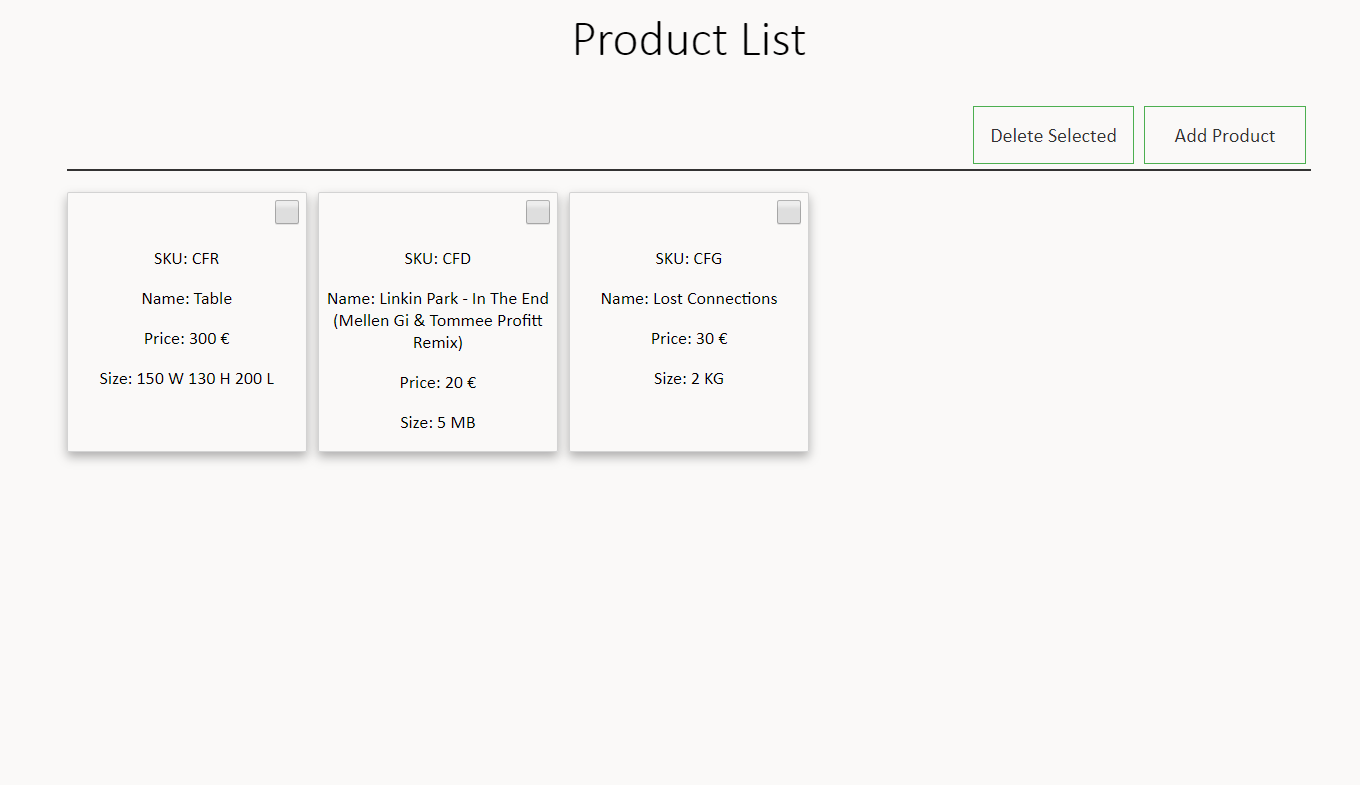 Product List
Delete Selected
Add Product
SKU: CFR
Name: Table
Price: 300 €
Size: 150 W 130 H 200 L
SKU: CFD
Name: Linkin Park - In The End
(Mellen Gi & Tommee Profitt
Remix)
Price: 20 €
Size: 5 MB
SKU: CFG
Name: Lost Connections
Price: 30 €
Size: 2 KG